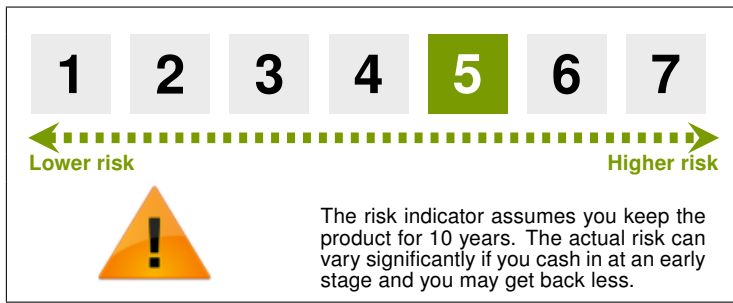 1 2 3 4 5 6 7
Lower risk Higher risk
!
The risk indicator assumes you keep the
product for 10 years. The actual risk can
vary significantly if you cash in at an early
stage and you may get back less.